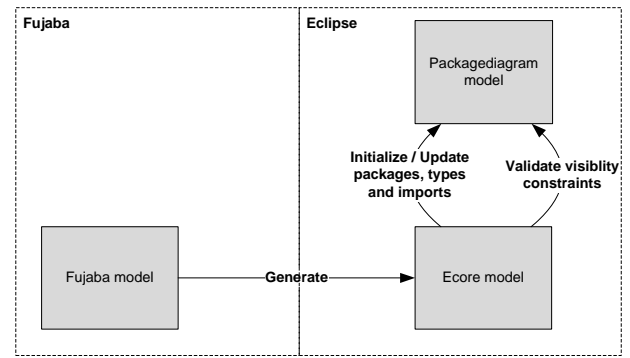 Fujaba
Eclipse
Packagediagram
model
Initialize / Update
packages, types
and imports
Validate visiblity
constraints
Fujaba model
Generate
Ecore model